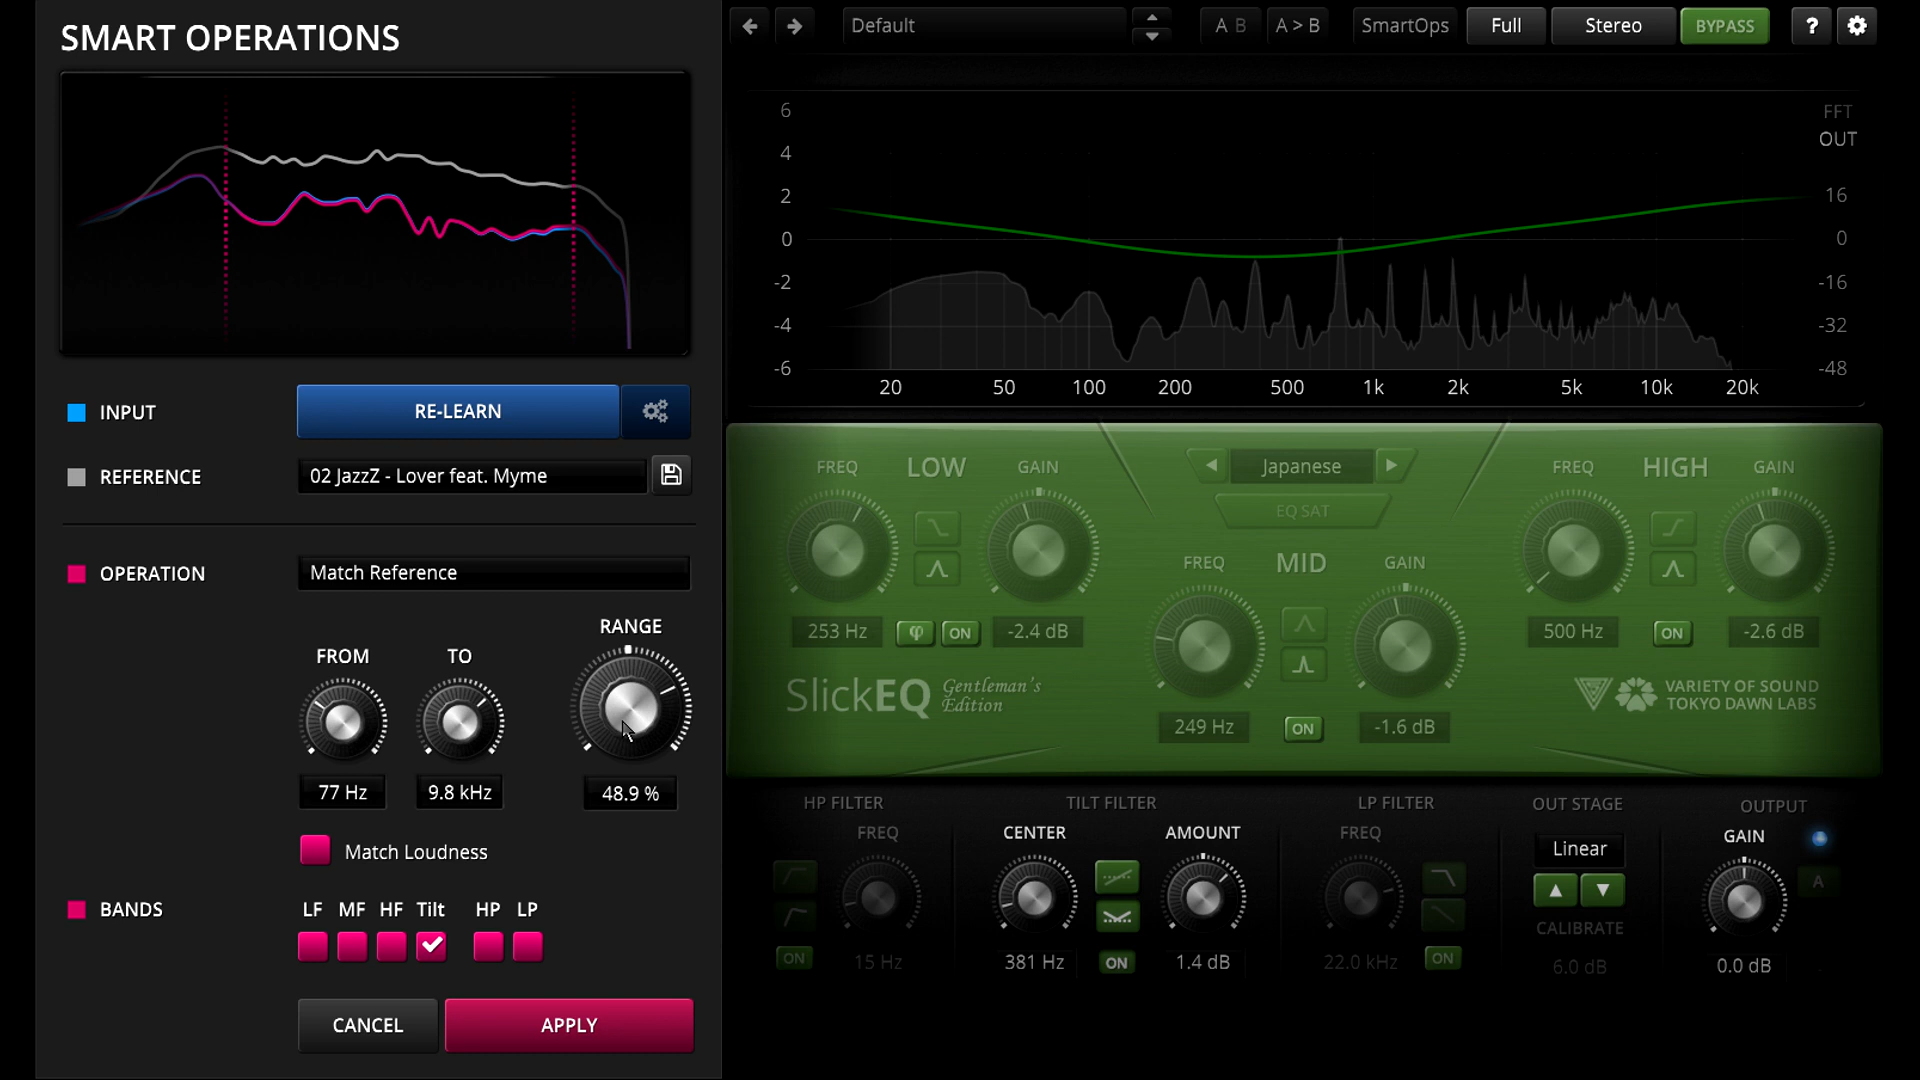 SMART OPERATIONS
Default
A B
A > B
SmartOps
Full
Stereo
BYPASS
?
6
4
2
0
-2
-4
-6
FFT
OUT
16
0
-16
-32
-48
20 50 100 200 500 1k 2k 5k 10k 20k
INPUT
RE-LEARN
REFERENCE
02 JazzZ - Lover feat. Myme
OPERATION
Match Reference
FROM
TO
RANGE
77 Hz
9.8 kHz
48.9 %
Match Loudness
BANDS
LF MF HF Tilt HP LP
CANCEL
APPLY
FREQ
LOW
GAIN
253 Hz
φ
ON
-2.4 dB
Japanese
EQ SAT
FREQ
MID
GAIN
249 Hz
ON
-1.6 dB
FREQ
HIGH
GAIN
500 Hz
ON
-2.6 dB
SlickEQ Gentleman's
Edition
VARIETY OF SOUND
TOKYO DAWN LABS
HP FILTER
FREQ
ON
15 Hz
TILT FILTER
CENTER
AMOUNT
381 Hz
ON
1.4 dB
LP FILTER
FREQ
22.0 kHz
ON
OUT STAGE
Linear
CALIBRATE
6.0 dB
OUTPUT
GAIN
A
0.0 dB